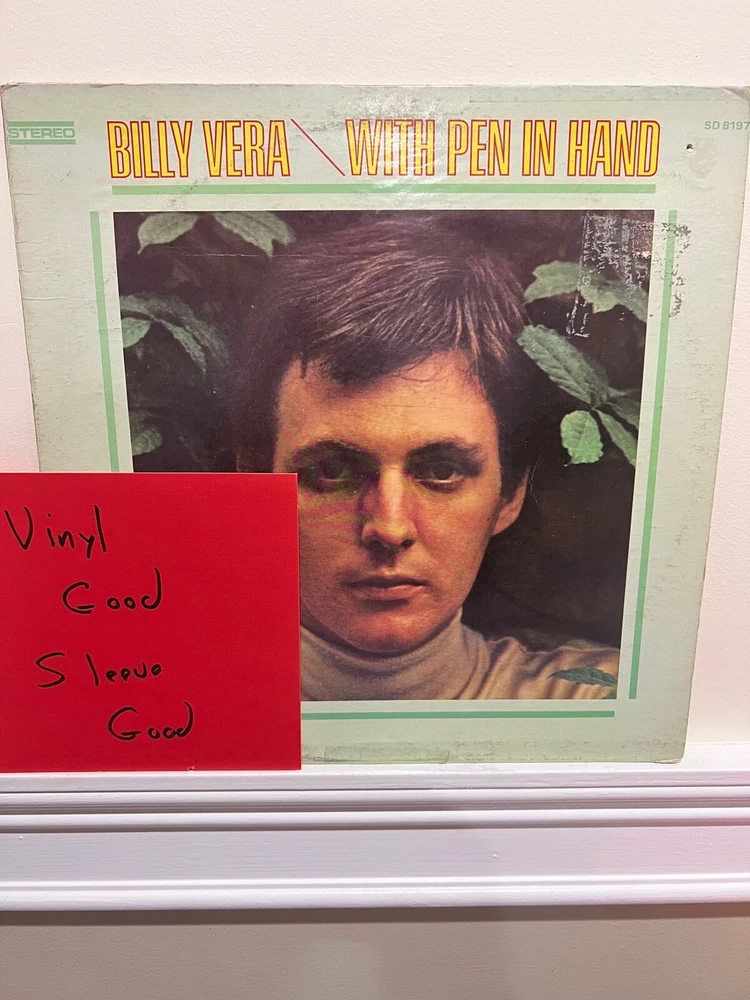 STEREO
BILLY VERA \ WITH PEN IN HAND
SD 8197
Vinyl
Good
Sleeve
Good